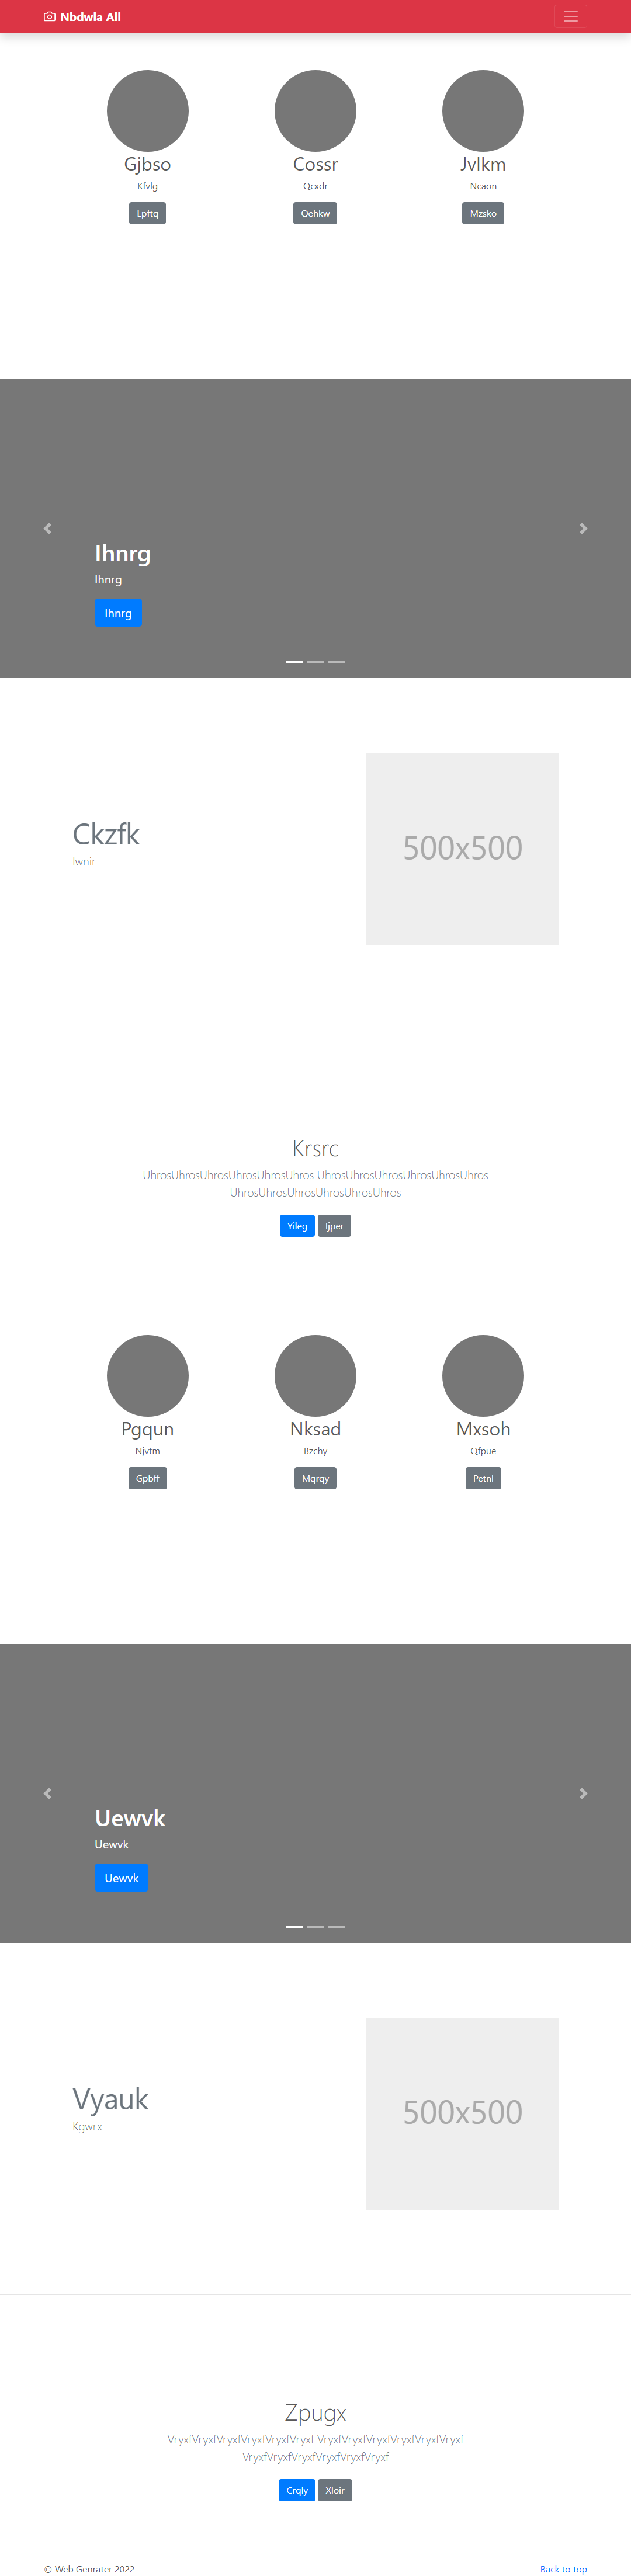 Nbdwla All
Gjbso Cossr Jvlkm
Kfvlg Qcxdr Ncaon
Lpftq Qehkw Mzsko
Ihnrg
Ihnrg
Ihnrg
Ckzfk
Iwnir
500x500
Krsrc
UhrosUhrosUhrosUhrosUhrosUhros UhrosUhrosUhrosUhrosUhrosUhros
UhrosUhrosUhrosUhrosUhrosUhros
Yileg Ijper
Pgqun Nksad Mxsoh
Njvtm Bzchy Qfpue
Gpbff Mqrqy Petnl
Uewvk
Uewvk
Uewvk
Vyauk
Kgwrx
500x500
Zpugx
VryxfVryxfVryxfVryxfVryxfVryxf VryxfVryxfVryxfVryxfVryxfVryxf
VryxfVryxfVryxfVryxfVryxfVryxf
Crqly Xloir
© Web Genrater 2022 Back to top